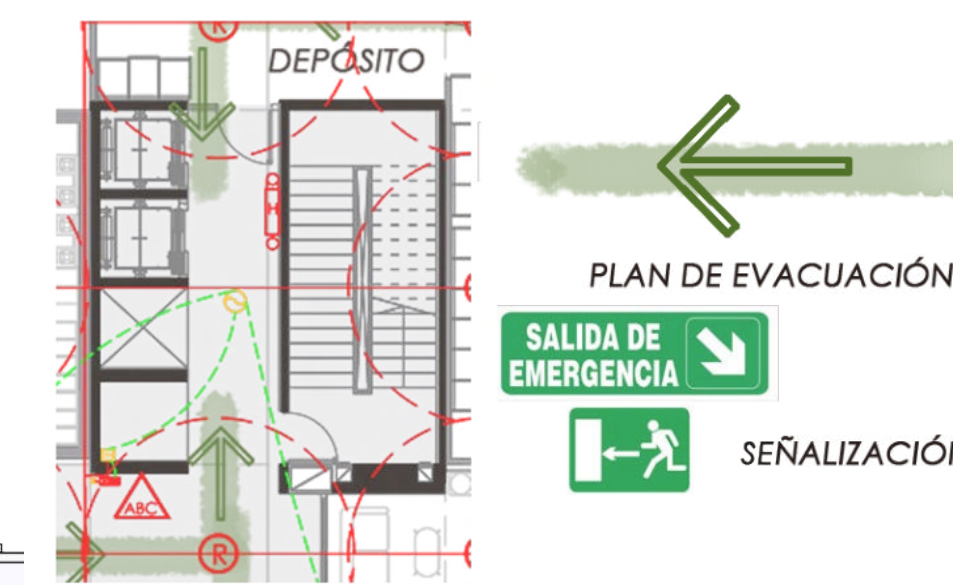 R
DEPÓSITO
H
PLAN DE EVACUACIÓN
SALIDA DE
EMERGENCIA
SEÑALIZACIÓN
ABC
R